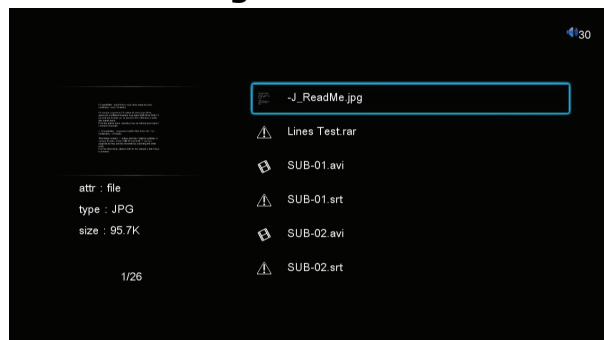 30
-J_ReadMe.jpg
Lines Test.rar
SUB-01.avi
SUB-01.srt
SUB-02.avi
SUB-02.srt
attr : file
type : JPG
size : 95.7K
1/26